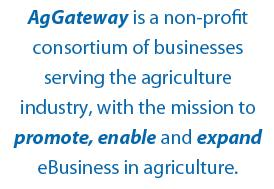 AgGateway is a non-profit
consortium of businesses
serving the agriculture
industry, with the mission to
promote, enable and expand
eBusiness in agriculture.